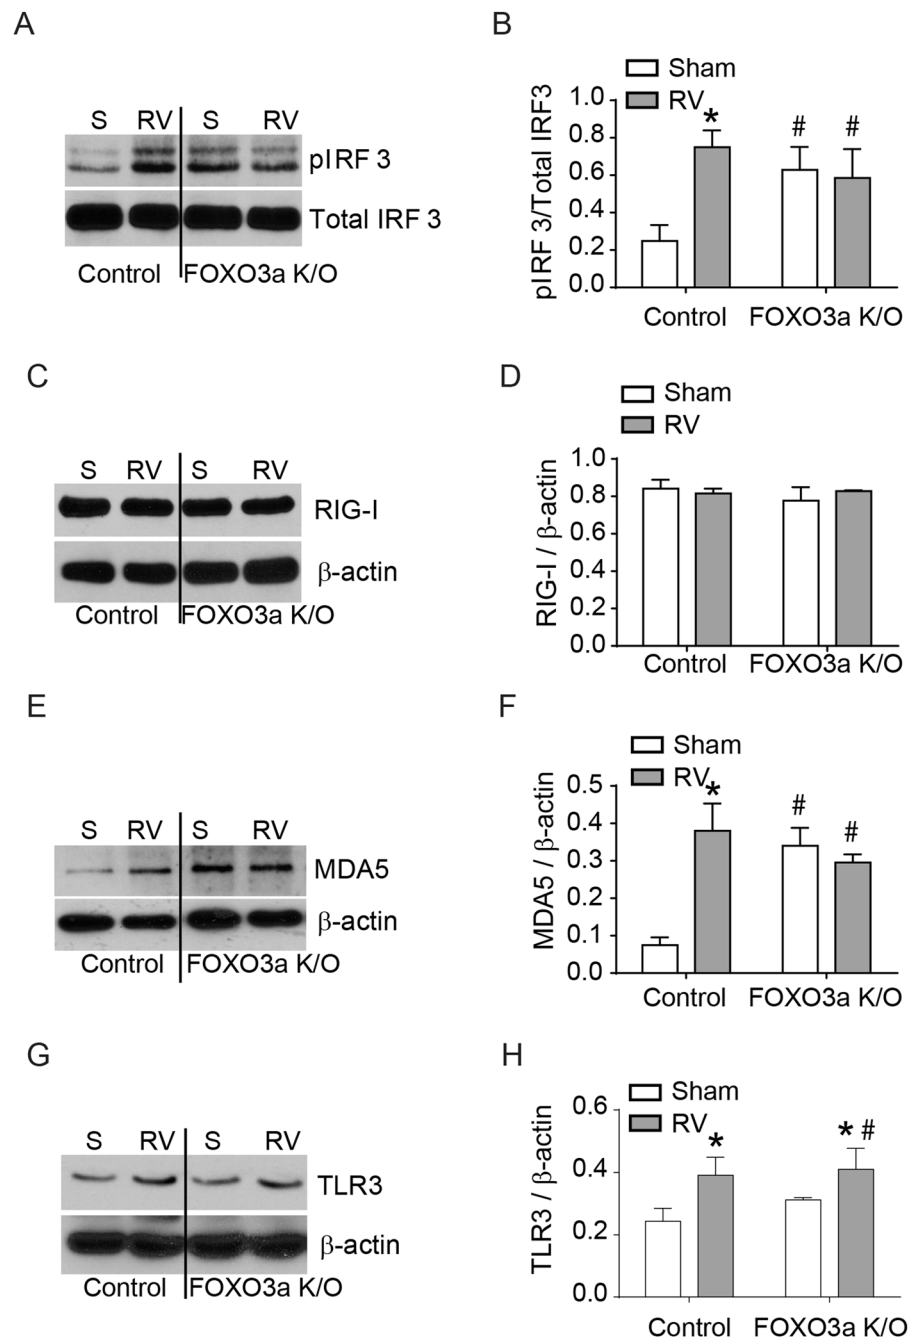 A
S RV S RV
pIRF 3
Total IRF 3
Control FOXO3a K/O
B
Sham
RV
pIRF 3/Total IRF3
1.0
0.8
0.6
0.4
0.2
0.0
* # #
Control FOXO3a K/O
C
S RV S RV
RIG-I
β-actin
Control FOXO3a K/O
D
Sham
RV
RIG-I / β-actin
1.0
0.8
0.6
0.4
0.2
0.0
Control FOXO3a K/O
E
S RV S RV
MDA5
β-actin
Control FOXO3a K/O
F
Sham
RV
MDA5 / β-actin
0.5
0.4
0.3
0.2
0.1
0.0
* # #
Control FOXO3a K/O
G
S RV S RV
TLR3
β-actin
Control FOXO3a K/O
H
Sham
RV
TLR3 / β-actin
0.6
0.4
0.2
0.0
* * #
Control FOXO3a K/O